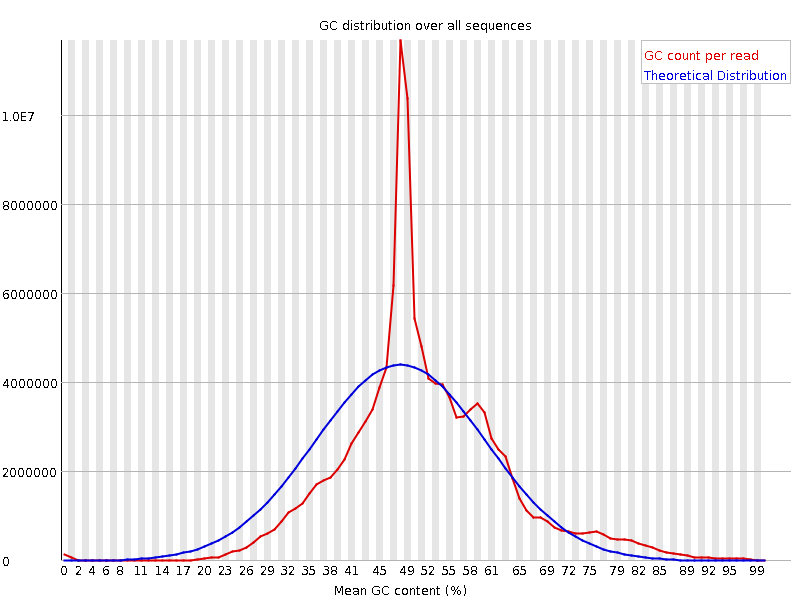 GC distribution over all sequences
GC count per read
Theoretical Distribution
1.0E7
8000000
6000000
4000000
2000000
0
0 2 4 6 8 11 14 17 20 23 26 29 32 35 38 41 45 49 52 55 58 61 65 69 72 75 79 82 85 89 92 95 99
Mean GC content (%)